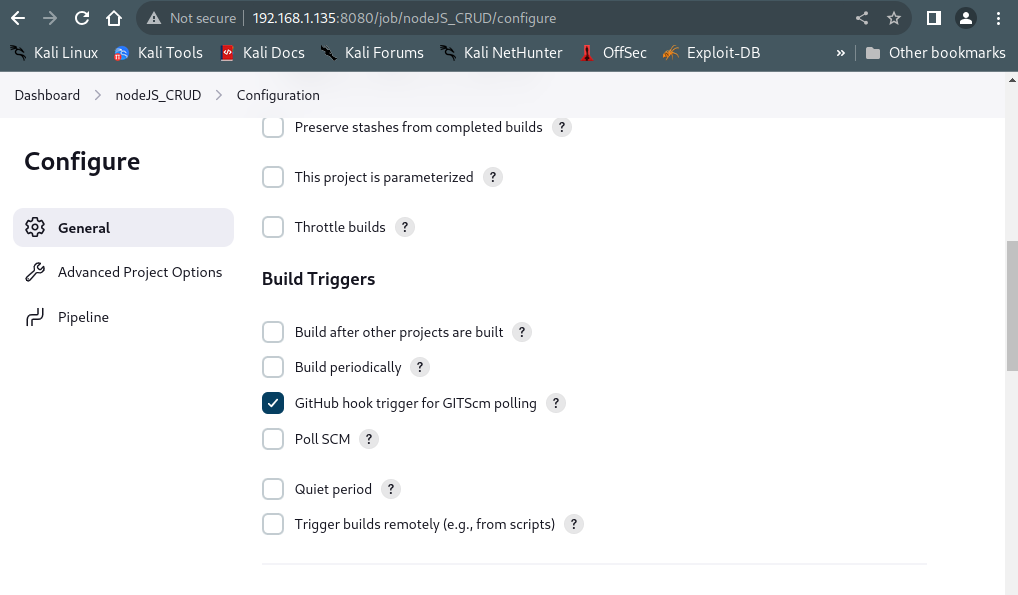 Not secure 192.168.1.135:8080/job/nodeJS_CRUD/configure
Kali Linux Kali Tools Kali Docs Kali Forums Kali NetHunter OffSec Exploit-DB » Other bookmarks
Dashboard > nodeJS_CRUD > Configuration
Configure
General
Advanced Project Options
Pipeline
Preserve stashes from completed builds ?
This project is parameterized ?
Throttle builds ?
Build Triggers
Build after other projects are built ?
Build periodically ?
GitHub hook trigger for GITScm polling ?
Poll SCM ?
Quiet period ?
Trigger builds remotely (e.g., from scripts) ?